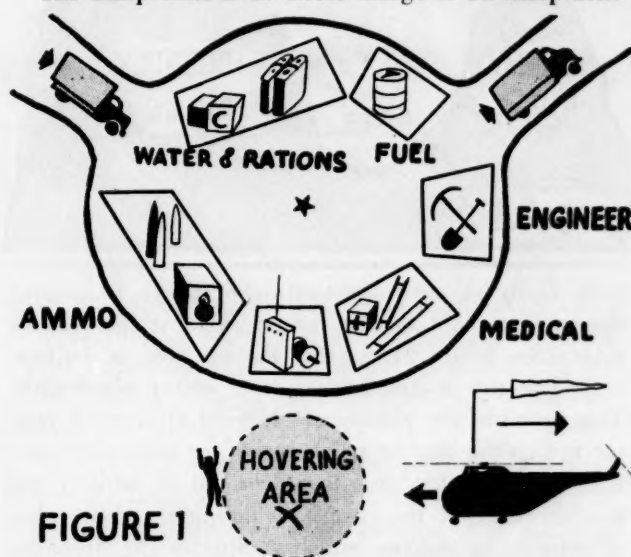 C
WATER & RATIONS
FUEL
ENGINEER
AMMO
MEDICAL
HOVERING
AREA
X
FIGURE 1